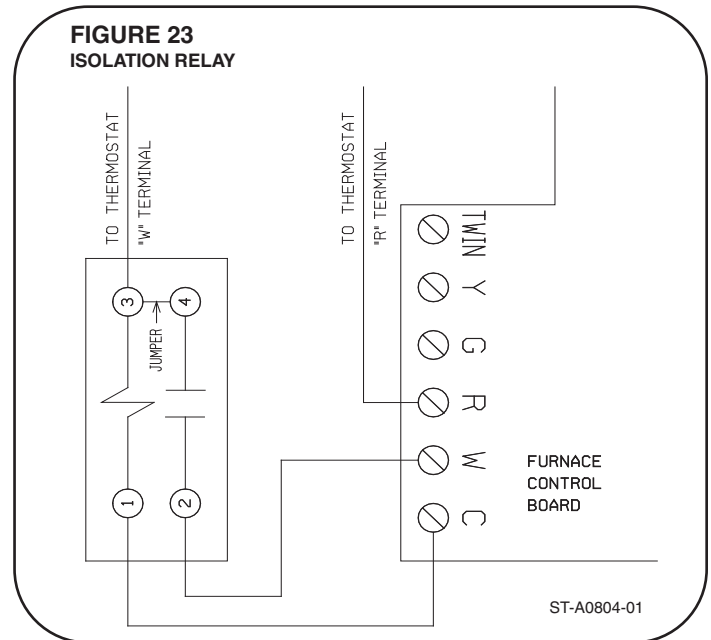 FIGURE 23
ISOLATION RELAY
TO THERMOSTAT
"W" TERMINAL
TO THERMOSTAT
"R" TERMINAL
3
4
JUMPER
1
2
TWIN
Y
G
R
W
C
FURNACE
CONTROL
BOARD
ST-A0804-01